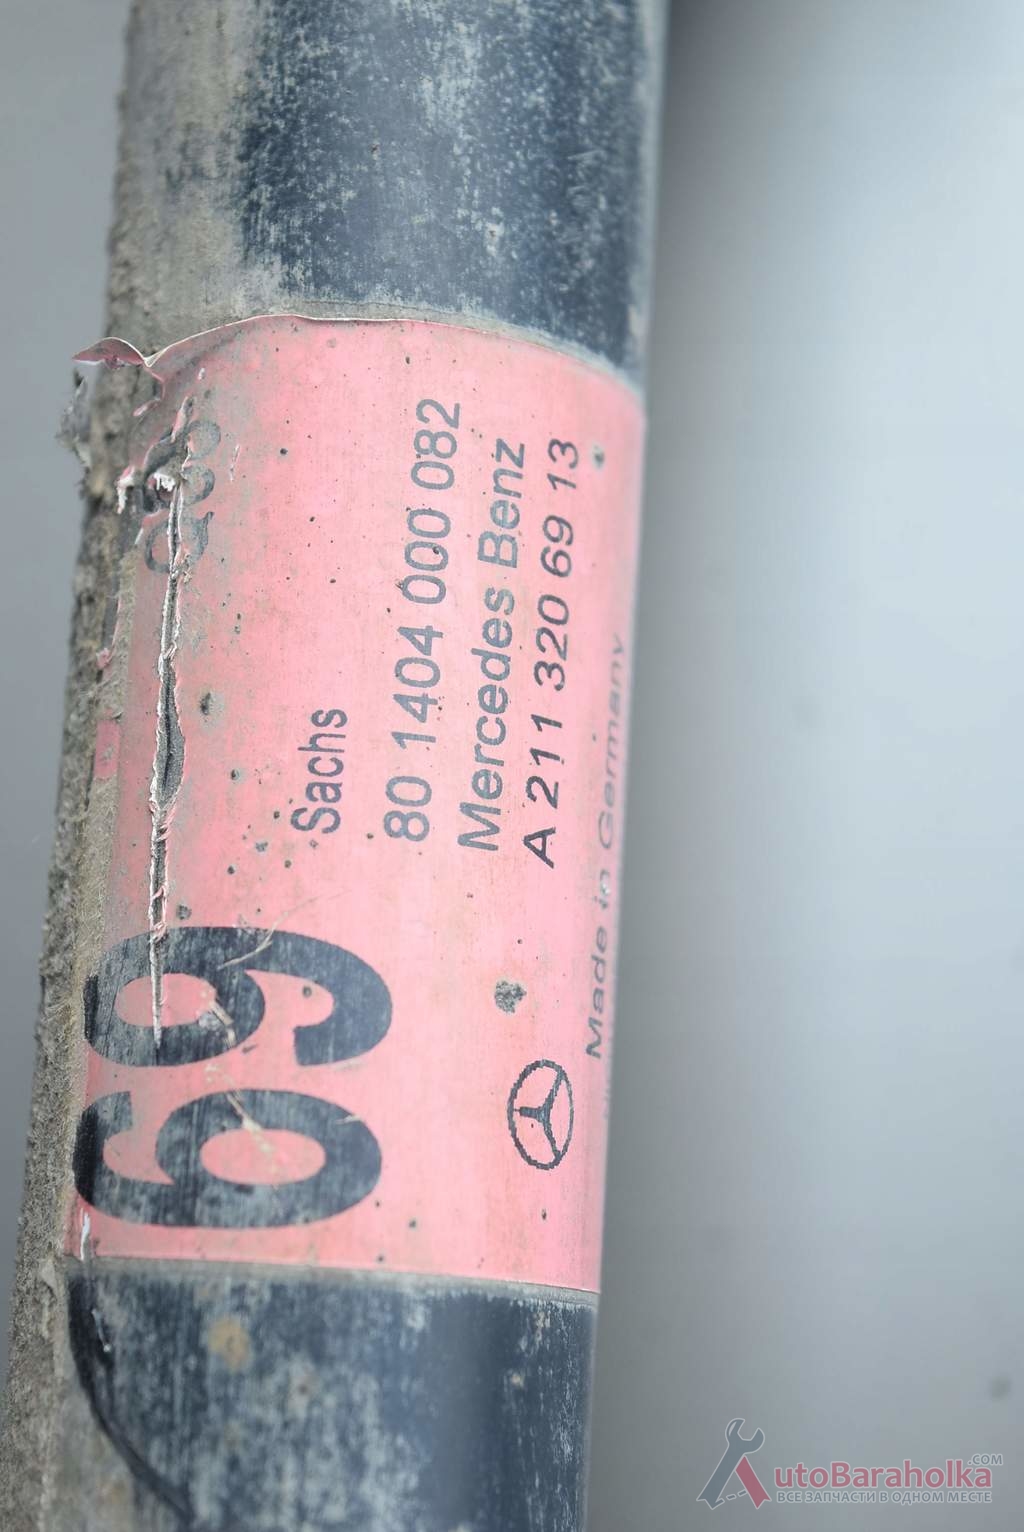 69
Sachs
80 1404 000 082
Mercedes Benz
A 211 320 69 13
Made in Germany
AutoBaraholka
.COM
ВСЕ ЗАПЧАСТИ В ОДНОМ МЕСТЕ